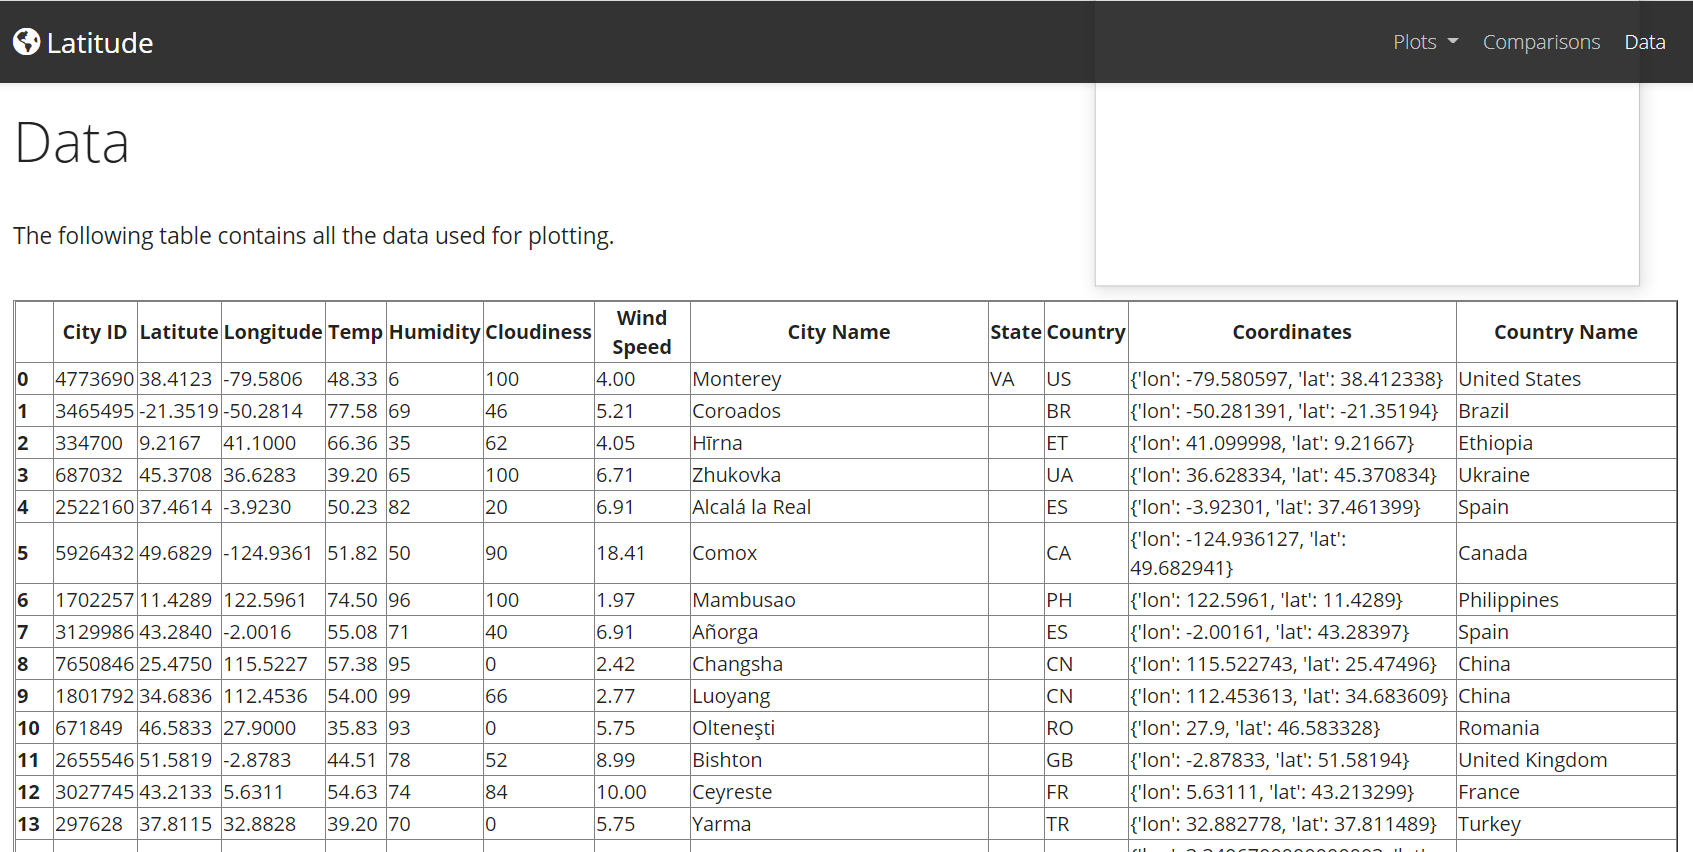 Latitude
Plots Comparisons Data
Data
The following table contains all the data used for plotting.
City ID Latitute Longitude Temp Humidity Cloudiness Wind Speed City Name State Country Coordinates Country Name
0 4773690 38.4123 -79.5806 48.33 6 100 4.00 Monterey VA US {'lon': -79.580597, 'lat': 38.412338} United States
1 3465495 -21.3519 -50.2814 77.58 69 46 5.21 Coroados BR {'lon': -50.281391, 'lat': -21.35194} Brazil
2 334700 9.2167 41.1000 66.36 35 62 4.05 Hīrna ET {'lon': 41.099998, 'lat': 9.21667} Ethiopia
3 687032 45.3708 36.6283 39.20 65 100 6.71 Zhukovka UA {'lon': 36.628334, 'lat': 45.370834} Ukraine
4 2522160 37.4614 -3.9230 50.23 82 20 6.91 Alcalá la Real ES {'lon': -3.92301, 'lat': 37.461399} Spain
5 5926432 49.6829 -124.9361 51.82 50 90 18.41 Comox CA {'lon': -124.936127, 'lat': 49.682941} Canada
6 1702257 11.4289 122.5961 74.50 96 100 1.97 Mambusao PH {'lon': 122.5961, 'lat': 11.4289} Philippines
7 3129986 43.2840 -2.0016 55.08 71 40 6.91 Añorga ES {'lon': -2.00161, 'lat': 43.28397} Spain
8 7650846 25.4750 115.5227 57.38 95 0 2.42 Changsha CN {'lon': 115.522743, 'lat': 25.47496} China
9 1801792 34.6836 112.4536 54.00 99 66 2.77 Luoyang CN {'lon': 112.453613, 'lat': 34.683609} China
10 671849 46.5833 27.9000 35.83 93 0 5.75 Olteneşti RO {'lon': 27.9, 'lat': 46.583328} Romania
11 2655546 51.5819 -2.8783 44.51 78 52 8.99 Bishton GB {'lon': -2.87833, 'lat': 51.58194} United Kingdom
12 3027745 43.2133 5.6311 54.63 74 84 10.00 Ceyreste FR {'lon': 5.63111, 'lat': 43.213299} France
13 297628 37.8115 32.8828 39.20 70 0 5.75 Yarma TR {'lon': 32.882778, 'lat': 37.811489} Turkey